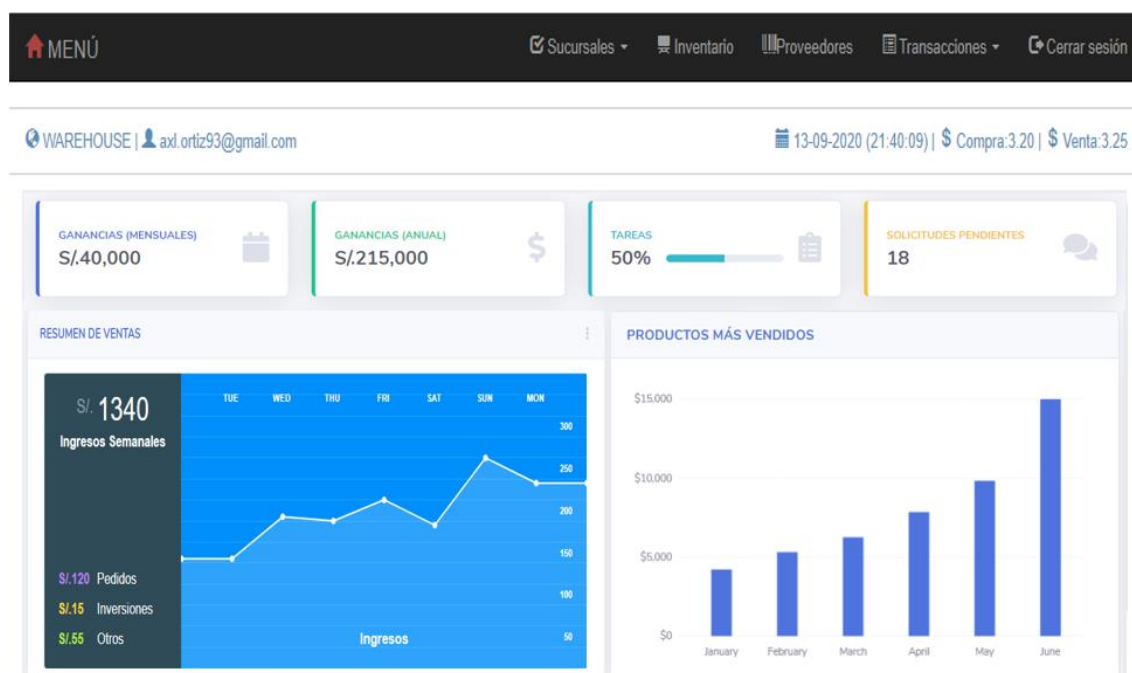 MENÚ Sucursales Inventario Proveedores Transacciones Cerrar sesión
WAREHOUSE | axl.ortiz93@gmail.com 13-09-2020 (21:40:09) | $ Compra:3.20 | $ Venta:3.25
GANANCIAS (MENSUALES)
S/.40,000
GANANCIAS (ANUAL)
S/.215,000
TAREAS
50%
SOLICITUDES PENDIENTES
18
RESUMEN DE VENTAS
S/. 1340
Ingresos Semanales
S/.120 Pedidos
S/.15 Inversiones
S/.55 Otros
TUE WED THU FRI SAT SUN MON
300
250
200
150
100
50
Ingresos
PRODUCTOS MÁS VENDIDOS
$15,000
$10,000
$5,000
$0
January February March April May June